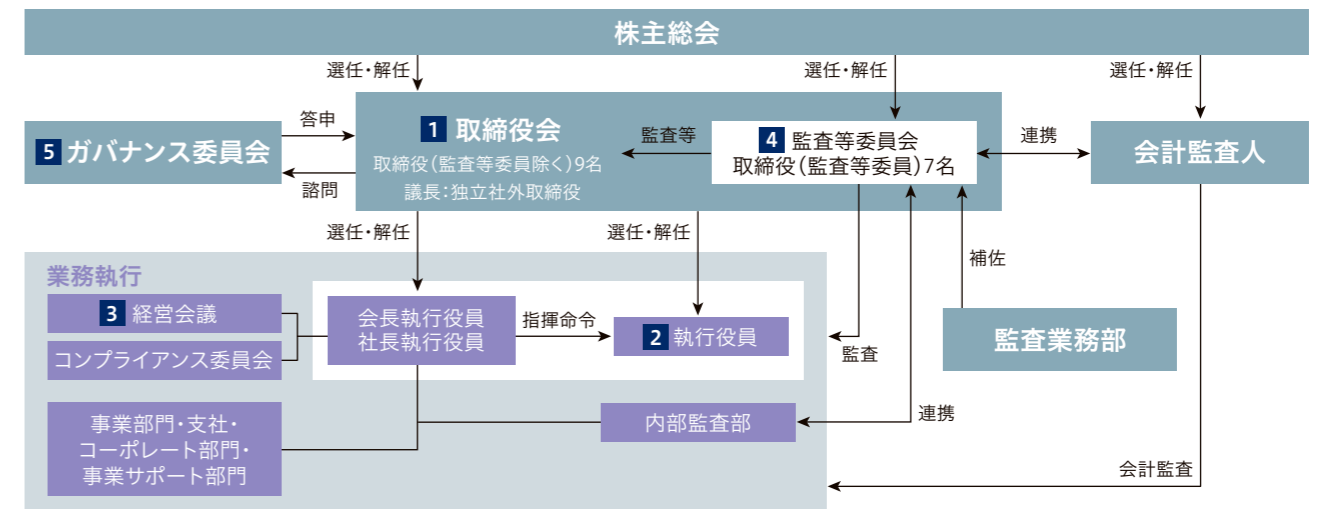 株主総会
選任・解任
選任・解任
選任・解任
5 ガバナンス委員会
答申
諮問
1 取締役会
取締役(監査等委員除く)9名
議長:独立社外取締役
監査等
4 監査等委員会
取締役(監査等委員)7名
連携
会計監査人
選任・解任
選任・解任
補佐
業務執行
3 経営会議
コンプライアンス委員会
会長執行役員
社長執行役員
指揮命令
2 執行役員
監査
監査業務部
事業部門・支社・
コーポレート部門・
事業サポート部門
内部監査部
連携
会計監査